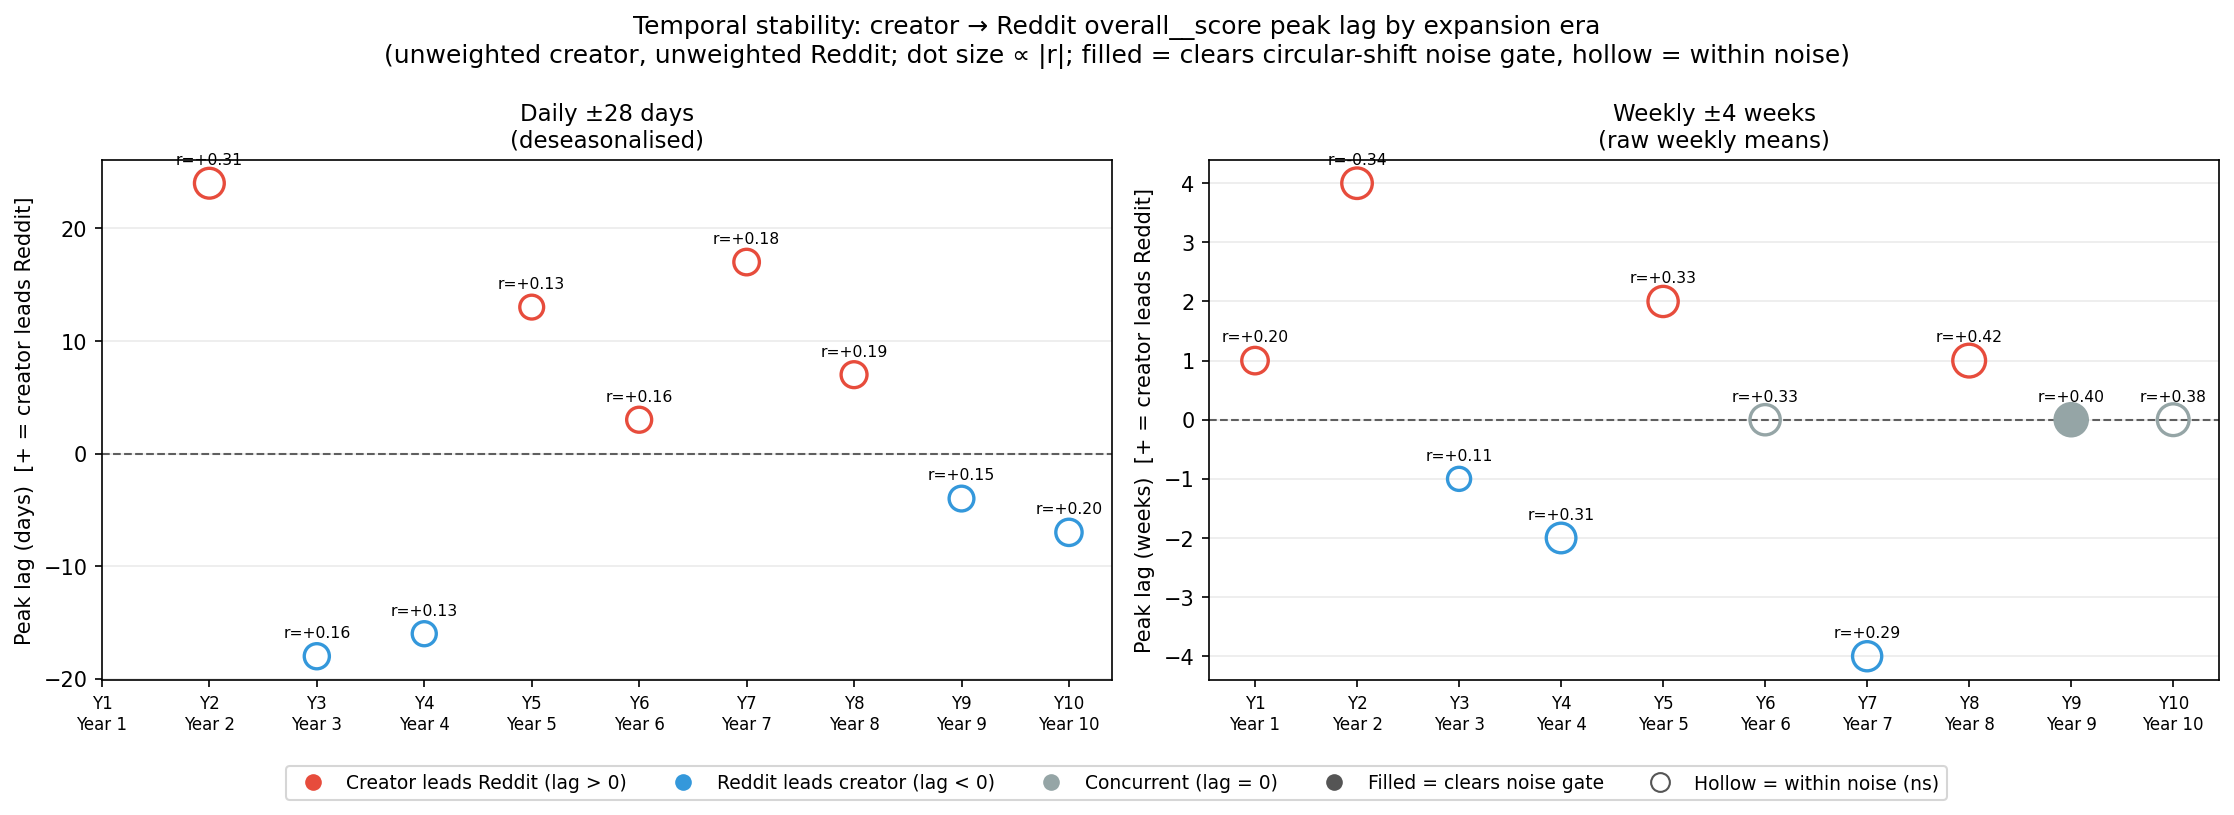 Temporal stability: creator → Reddit overall__score peak lag by expansion era
(unweighted creator, unweighted Reddit; dot size ∝ |r|; filled = clears circular-shift noise gate, hollow = within noise)
Daily ±28 days
(deseasonalised)
Peak lag (days)  [+ = creator leads Reddit]
20
10
0
−10
−20
r=+0.31
r=+0.16
r=+0.13
r=+0.13
r=+0.16
r=+0.18
r=+0.19
r=+0.15
r=+0.20
Y1 Y2 Y3 Y4 Y5 Y6 Y7 Y8 Y9 Y10
Year 1 Year 2 Year 3 Year 4 Year 5 Year 6 Year 7 Year 8 Year 9 Year 10
Weekly ±4 weeks
(raw weekly means)
Peak lag (weeks)  [+ = creator leads Reddit]
4
3
2
1
0
−1
−2
−3
−4
r=+0.20
r=-0.34
r=+0.11
r=+0.31
r=+0.33
r=+0.33
r=+0.29
r=+0.42
r=+0.40
r=+0.38
Y1 Y2 Y3 Y4 Y5 Y6 Y7 Y8 Y9 Y10
Year 1 Year 2 Year 3 Year 4 Year 5 Year 6 Year 7 Year 8 Year 9 Year 10
Creator leads Reddit (lag > 0)
Reddit leads creator (lag < 0)
Concurrent (lag = 0)
Filled = clears noise gate
Hollow = within noise (ns)